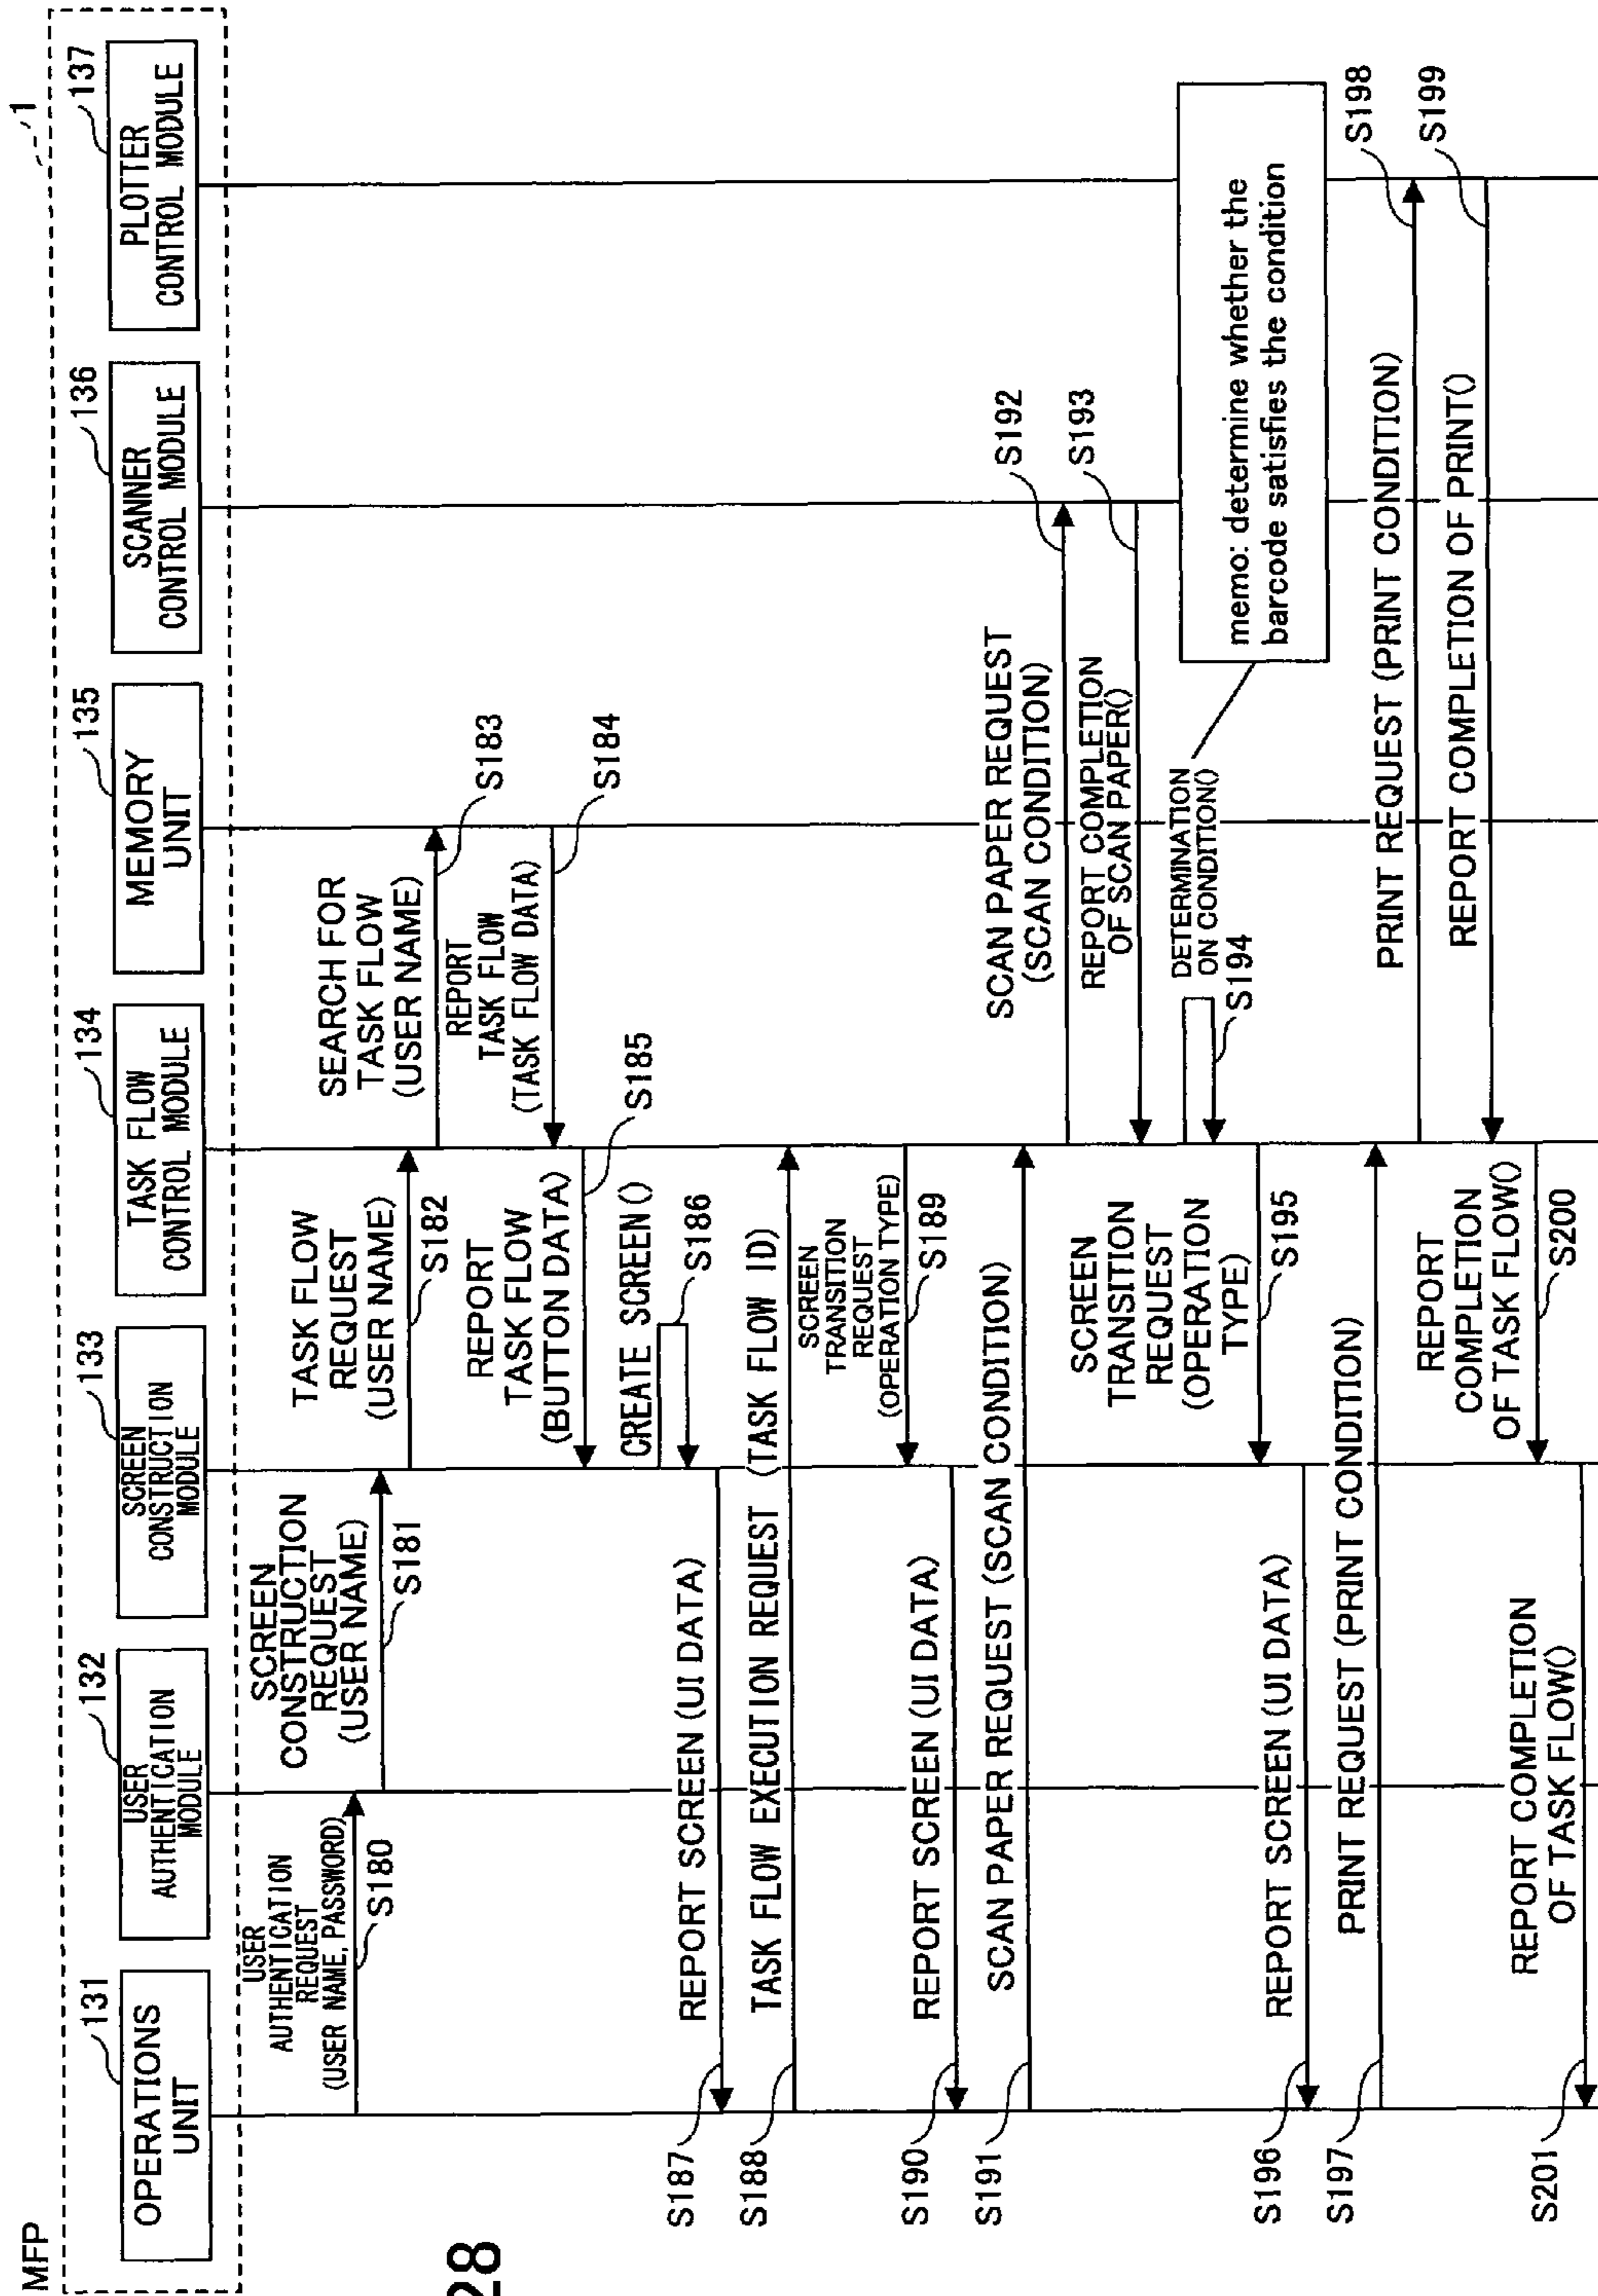 MFP
1
131
OPERATIONS
UNIT
132
USER
AUTHENTICATION
MODULE
133
SCREEN
CONSTRUCTION
MODULE
134
TASK FLOW
CONTROL MODULE
135
MEMORY
UNIT
136
SCANNER
CONTROL MODULE
137
PLOTTER
CONTROL MODULE
28
USER
AUTHENTICATION
REQUEST
(USER NAME, PASSWORD)
S180
SCREEN
CONSTRUCTION
REQUEST
(USER NAME)
S181
TASK FLOW
REQUEST
(USER NAME)
S182
SEARCH FOR
TASK FLOW
(USER NAME)
S183
REPORT
TASK FLOW
(TASK FLOW DATA)
S184
REPORT
TASK FLOW
(BUTTON DATA)
S185
CREATE SCREEN()
S186
REPORT SCREEN (UI DATA)
S187
TASK FLOW EXECUTION REQUEST (TASK FLOW ID)
S188
SCREEN
TRANSITION
REQUEST
(OPERATION TYPE)
S189
REPORT SCREEN (UI DATA)
S190
SCAN PAPER REQUEST (SCAN CONDITION)
S191
SCAN PAPER REQUEST
(SCAN CONDITION)
S192
REPORT COMPLETION
OF SCAN PAPER()
S193
DETERMINATION
ON CONDITION()
S194
memo: determine whether the
barcode satisfies the condition
SCREEN
TRANSITION
REQUEST
(OPERATION
TYPE)
S195
REPORT SCREEN (UI DATA)
S196
PRINT REQUEST (PRINT CONDITION)
S197
PRINT REQUEST (PRINT CONDITION)
S198
REPORT COMPLETION OF PRINT()
S199
REPORT
COMPLETION
OF TASK FLOW()
S200
REPORT COMPLETION
OF TASK FLOW()
S201